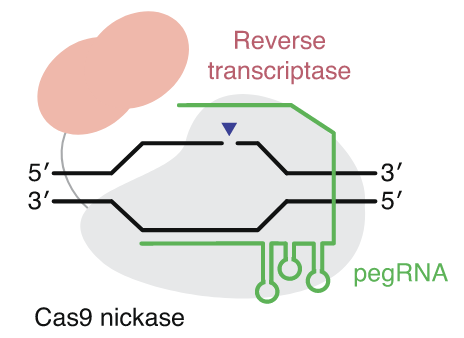 Reverse
transcriptase
5′ 3′
3′ 5′
pegRNA
Cas9 nickase